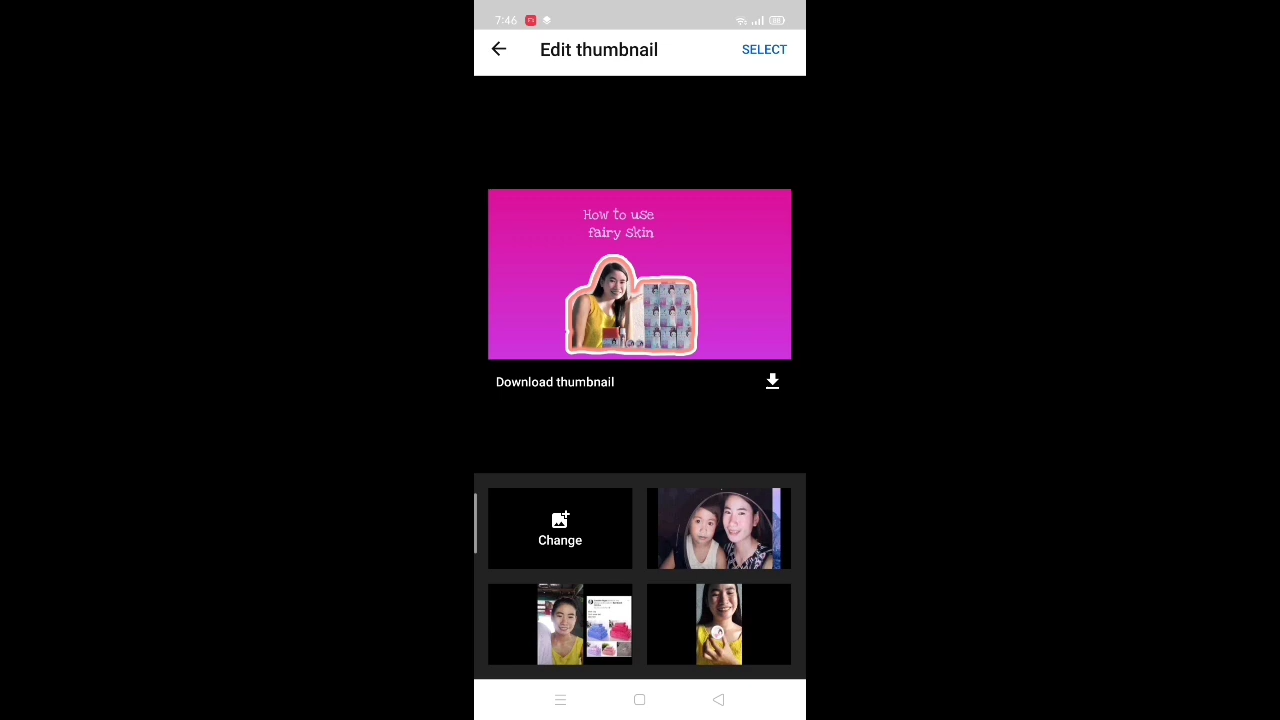 7:46
Edit thumbnail
SELECT
How to use
fairy skin
Download thumbnail
Change